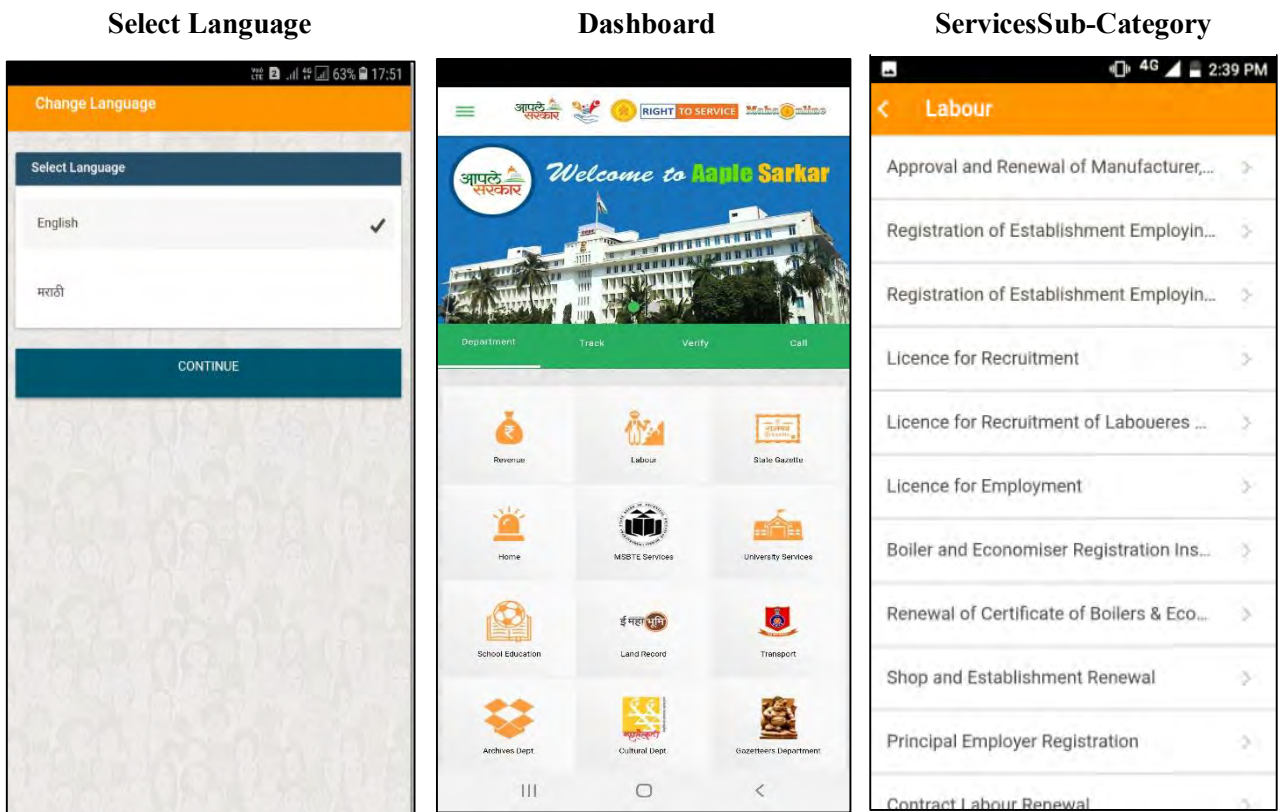 Select Language
Dashboard
ServicesSub-Category
63% 17:51
Change Language
Select Language
English
मराठी
CONTINUE
आपले सरकार RIGHT TO SERVICE MahaOnline
आपले सरकार
Welcome to Aaple Sarkar
Department Track Verify Call
Revenue Labour State Gazette
Home MSBTE Services University Services
ई महाभूमि
School Education Land Record Transport
Archives Dept Cultural Dept Gazetteers Department
4G 2:39 PM
Labour
Approval and Renewal of Manufacturer,...
Registration of Establishment Employin...
Registration of Establishment Employin...
Licence for Recruitment
Licence for Recruitment of Laboueres ...
Licence for Employment
Boiler and Economiser Registration Ins...
Renewal of Certificate of Boilers & Eco...
Shop and Establishment Renewal
Principal Employer Registration
Contract Labour Renewal